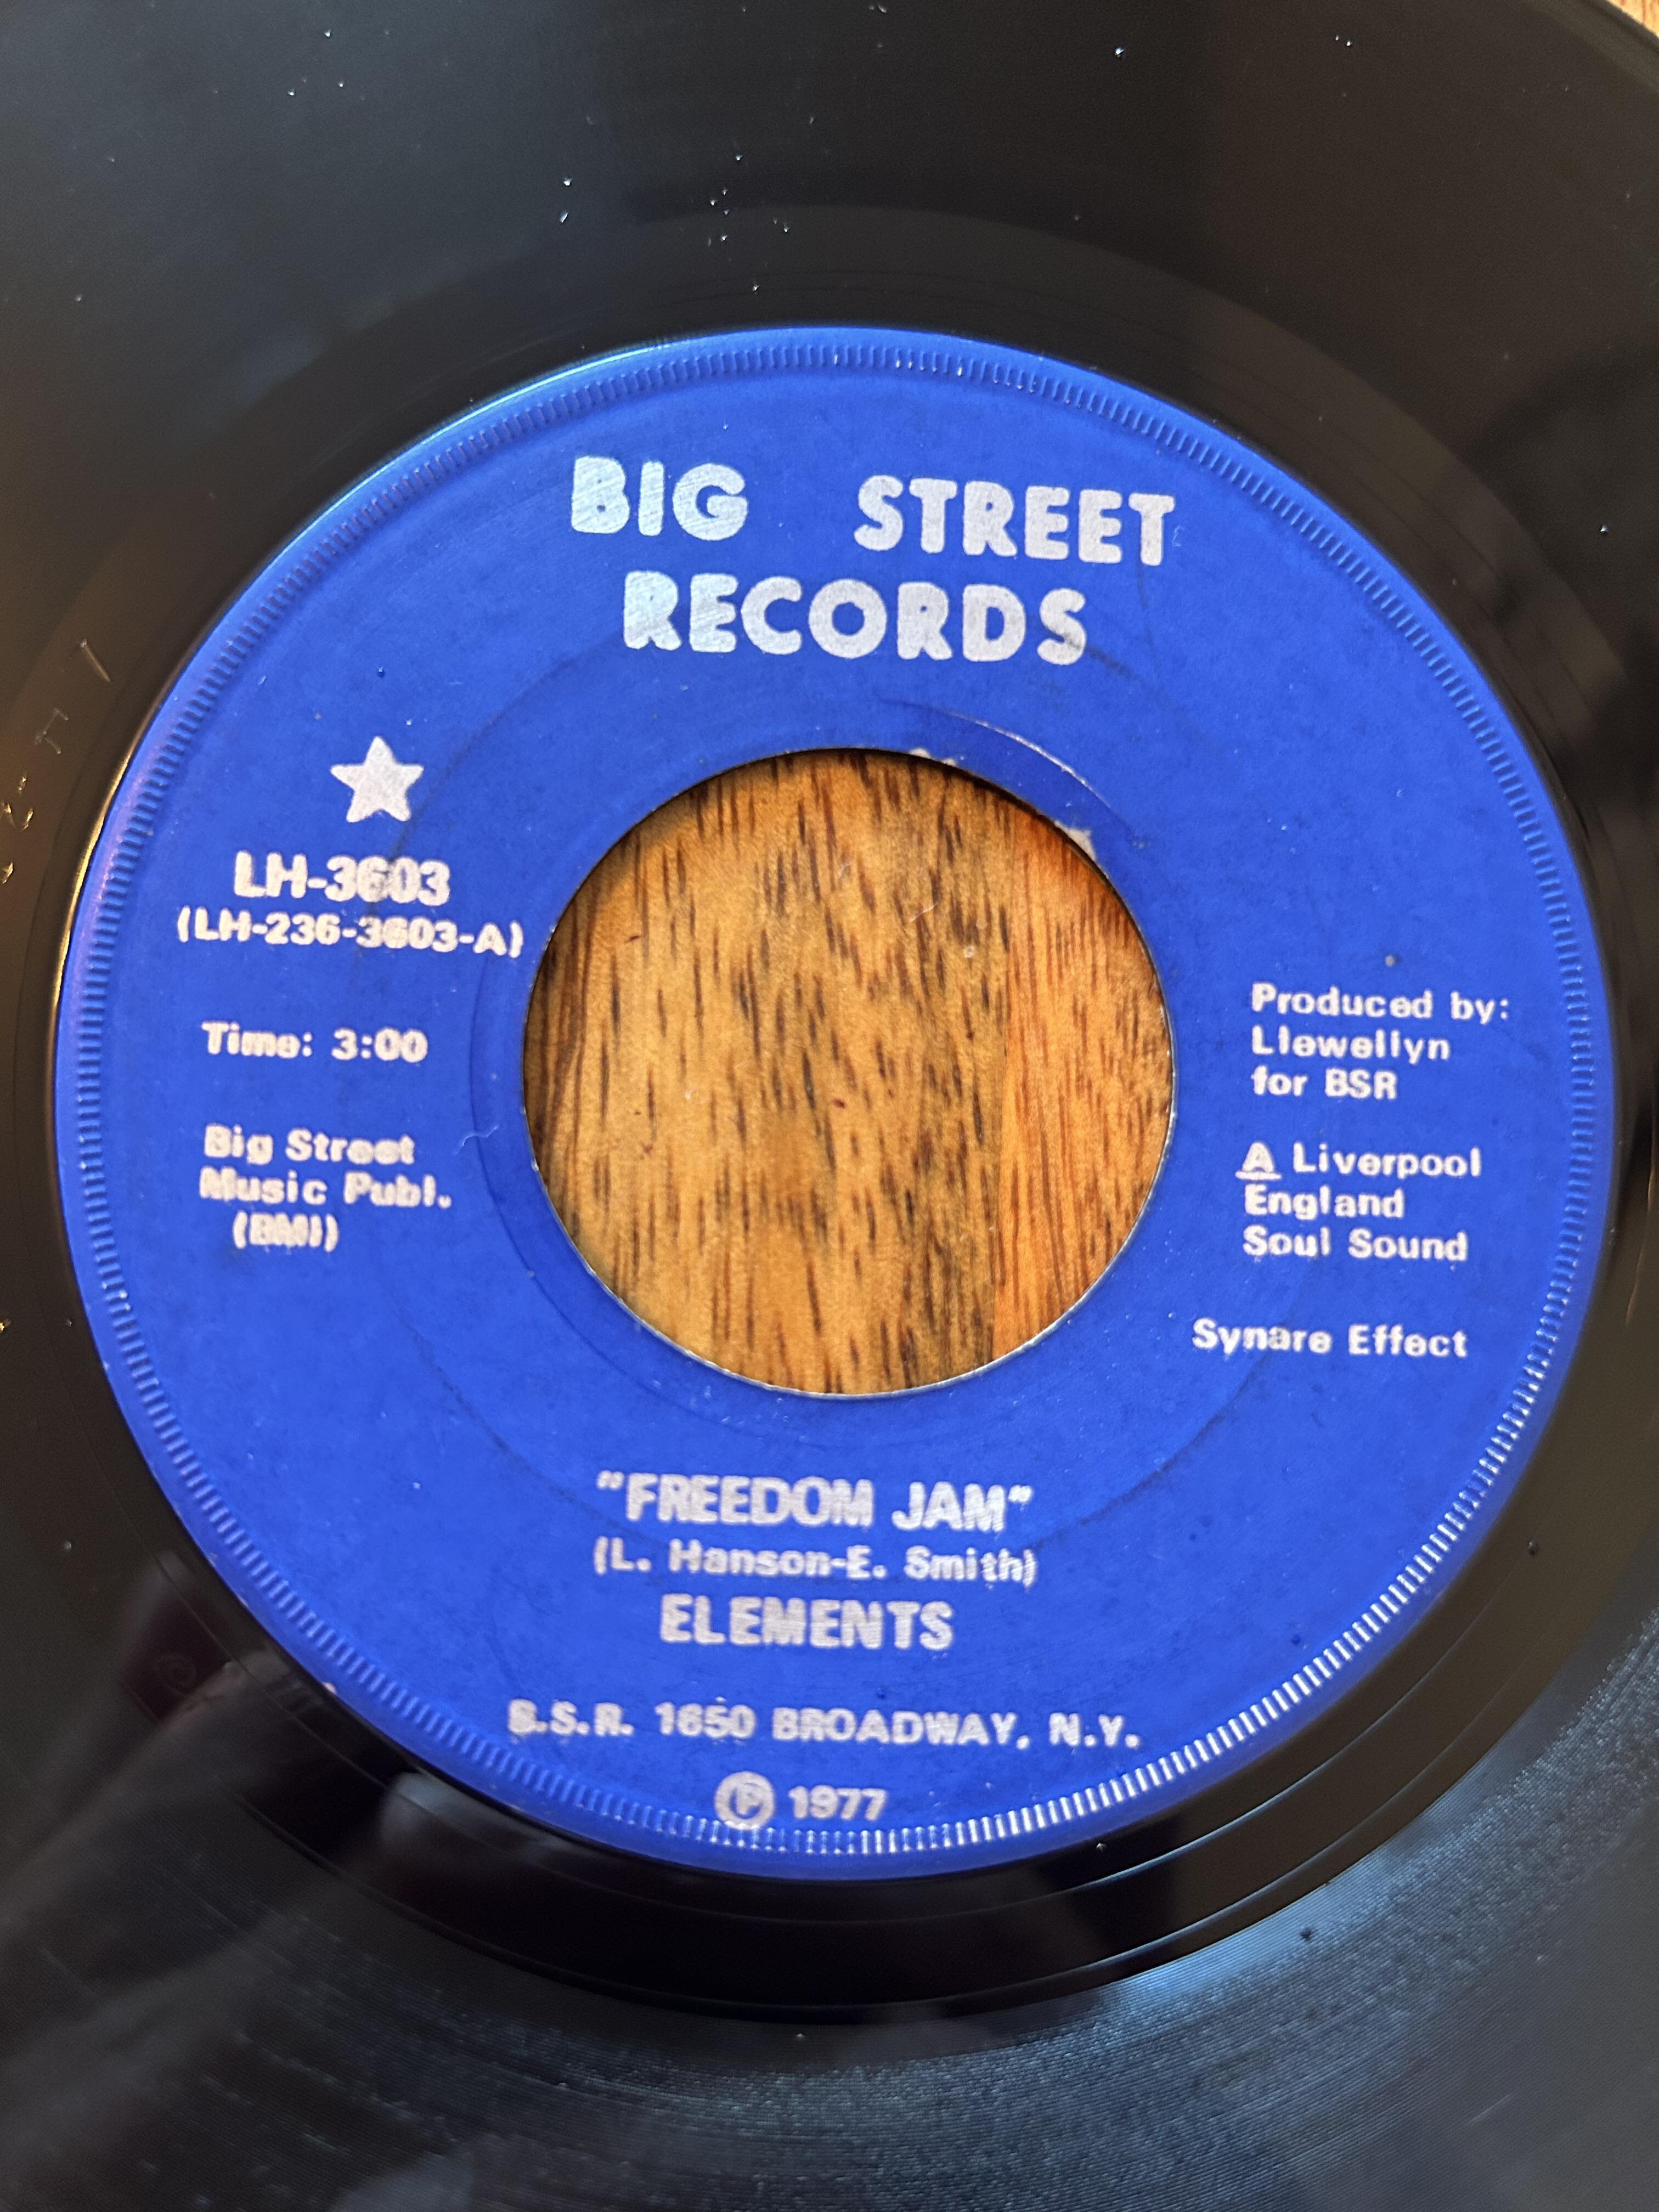 BIG STREET
RECORDS
LH-3603
(LH-236-3603-A)
Time: 3:00
Big Street
Music Publ.
(BMI)
Produced by:
Llewellyn
for BSR
A Liverpool
England
Soul Sound
Synare Effect
"FREEDOM JAM"
(L. Hanson-E. Smith)
ELEMENTS
B.S.R. 1650 BROADWAY, N.Y.
Ⓟ 1977